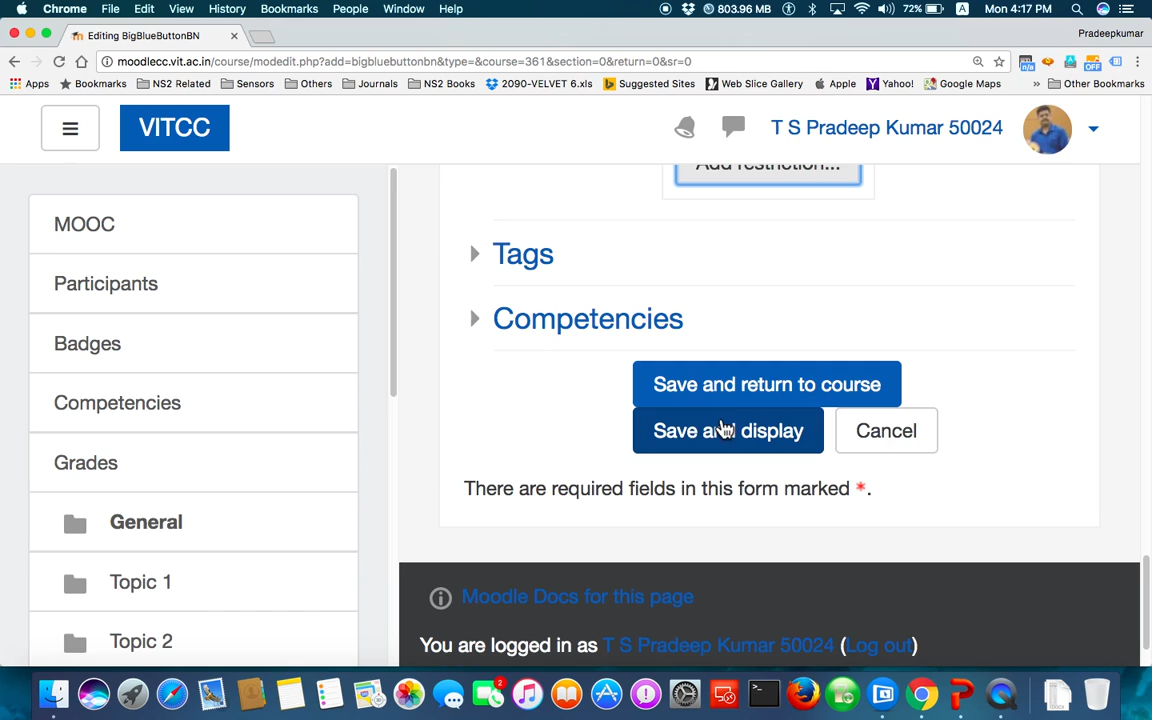 Chrome File Edit View History Bookmarks People Window Help 803.96 MB 72% A Mon 4:17 PM
Editing BigBlueButtonBN Pradeepkumar
moodlecc.vit.ac.in/course/modedit.php?add=bigbluebuttonbn&type=&course=361&section=0&return=0&sr=0
Apps Bookmarks NS2 Related Sensors Others Journals NS2 Books 2090-VELVET 6.xls Suggested Sites Web Slice Gallery Apple Yahoo! Google Maps » Other Bookmarks
VITCC T S Pradeep Kumar 50024
Add restriction...
MOOC
Participants
Badges
Competencies
Grades
General
Topic 1
Topic 2
Tags
Competencies
Save and return to course
Save and display Cancel
There are required fields in this form marked *.
Moodle Docs for this page
You are logged in as T S Pradeep Kumar 50024 (Log out)
2